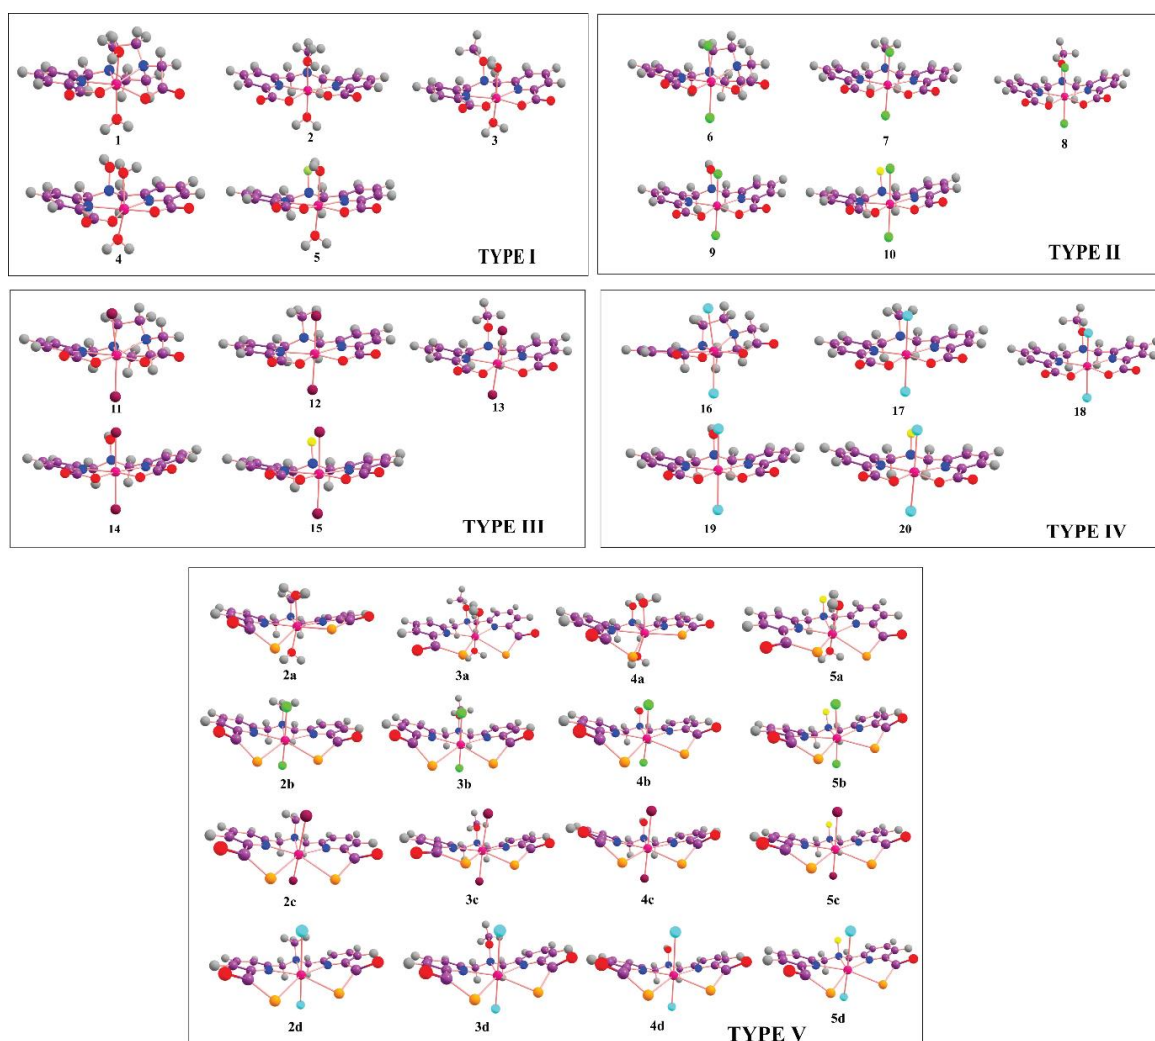 1 2 3
4 5
TYPE I
6 7 8
9 10
TYPE II
11 12 13
14 15
TYPE III
16 17 18
19 20
TYPE IV
2a 3a 4a 5a
2b 3b 4b 5b
2c 3c 4c 5c
2d 3d 4d 5d
TYPE V